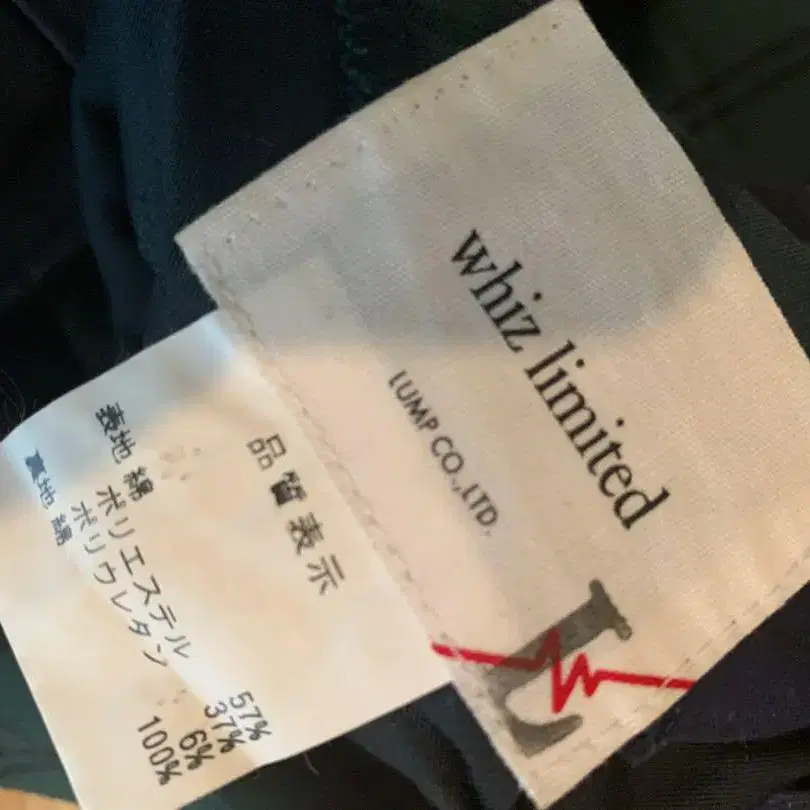 whiz limited
LUMP CO.,LTD.
L
品質表示
表地 綿 57%
ポリエステル 37%
ポリウレタン 6%
裏地 綿 100%